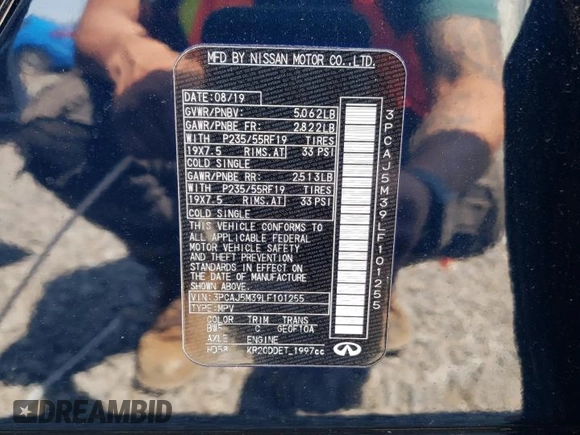 MFD BY NISSAN MOTOR CO.,LTD.
DATE:08/19
GVWR/PNBV: 5.062LB
GAWR/PNBE FR: 2.822LB
WITH P235/55RF19 TIRES
19X7.5 RIMS.AT 33 PSI
COLD SINGLE
GAWR/PNBE RR: 2.513LB
WITH P235/55RF19 TIRES
19X7.5 RIMS.AT 33 PSI
COLD SINGLE
THIS VEHICLE CONFORMS TO
ALL APPLICABLE FEDERAL
MOTOR VEHICLE SAFETY
AND THEFT PREVENTION
STANDARDS IN EFFECT ON
THE DATE OF MANUFACTURE
SHOWN ABOVE.
VIN:3PCAJ5M39LF101255
TYPE:MPV
COLOR TRIM TRANS
C GE0F10A
AXLE ENGINE
KR20DDET 1997cc
INFINITI
3PCAJ5M39LF101255
DREAMBID